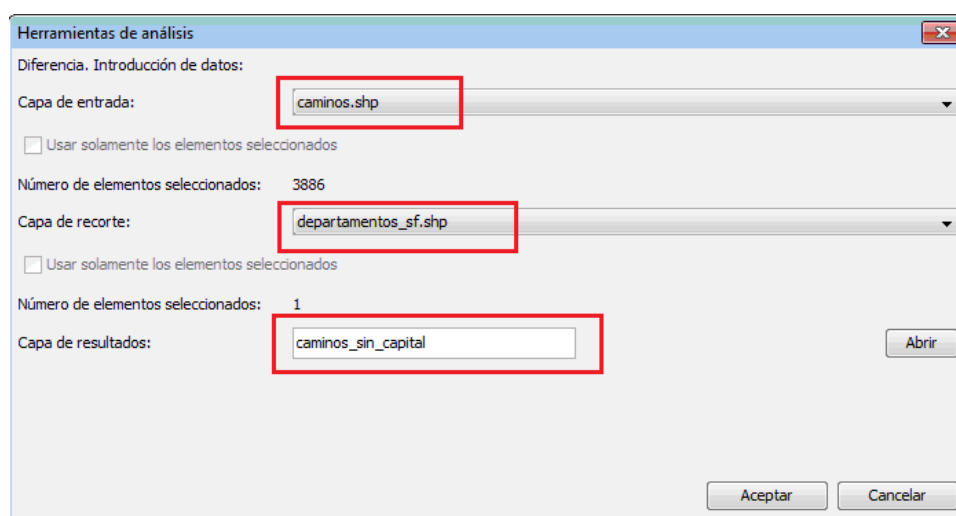 Herramientas de análisis
Diferencia. Introducción de datos:
Capa de entrada: caminos.shp
Usar solamente los elementos seleccionados
Número de elementos seleccionados: 3886
Capa de recorte: departamentos_sf.shp
Usar solamente los elementos seleccionados
Número de elementos seleccionados: 1
Capa de resultados: caminos_sin_capital Abrir
Aceptar Cancelar